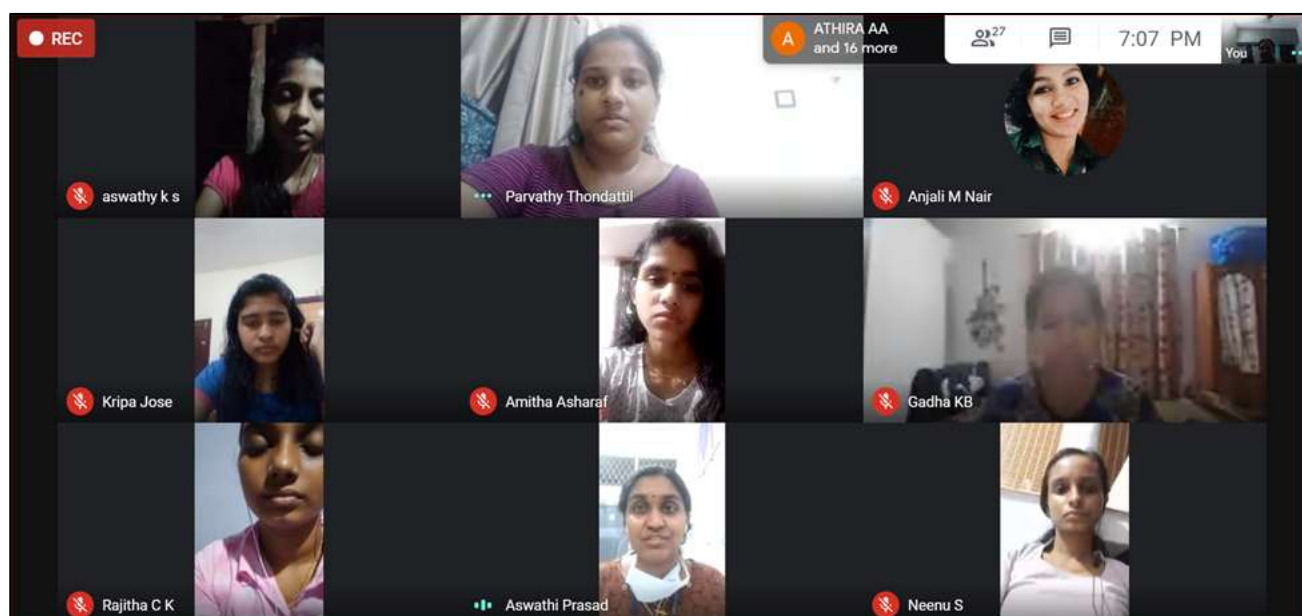 REC
ATHIRA AA
and 16 more
A
27
7:07 PM
You
aswathy k s
Parvathy Thondattil
Anjali M Nair
Kripa Jose
Amitha Asharaf
Gadha KB
Rajitha C K
Aswathi Prasad
Neenu S